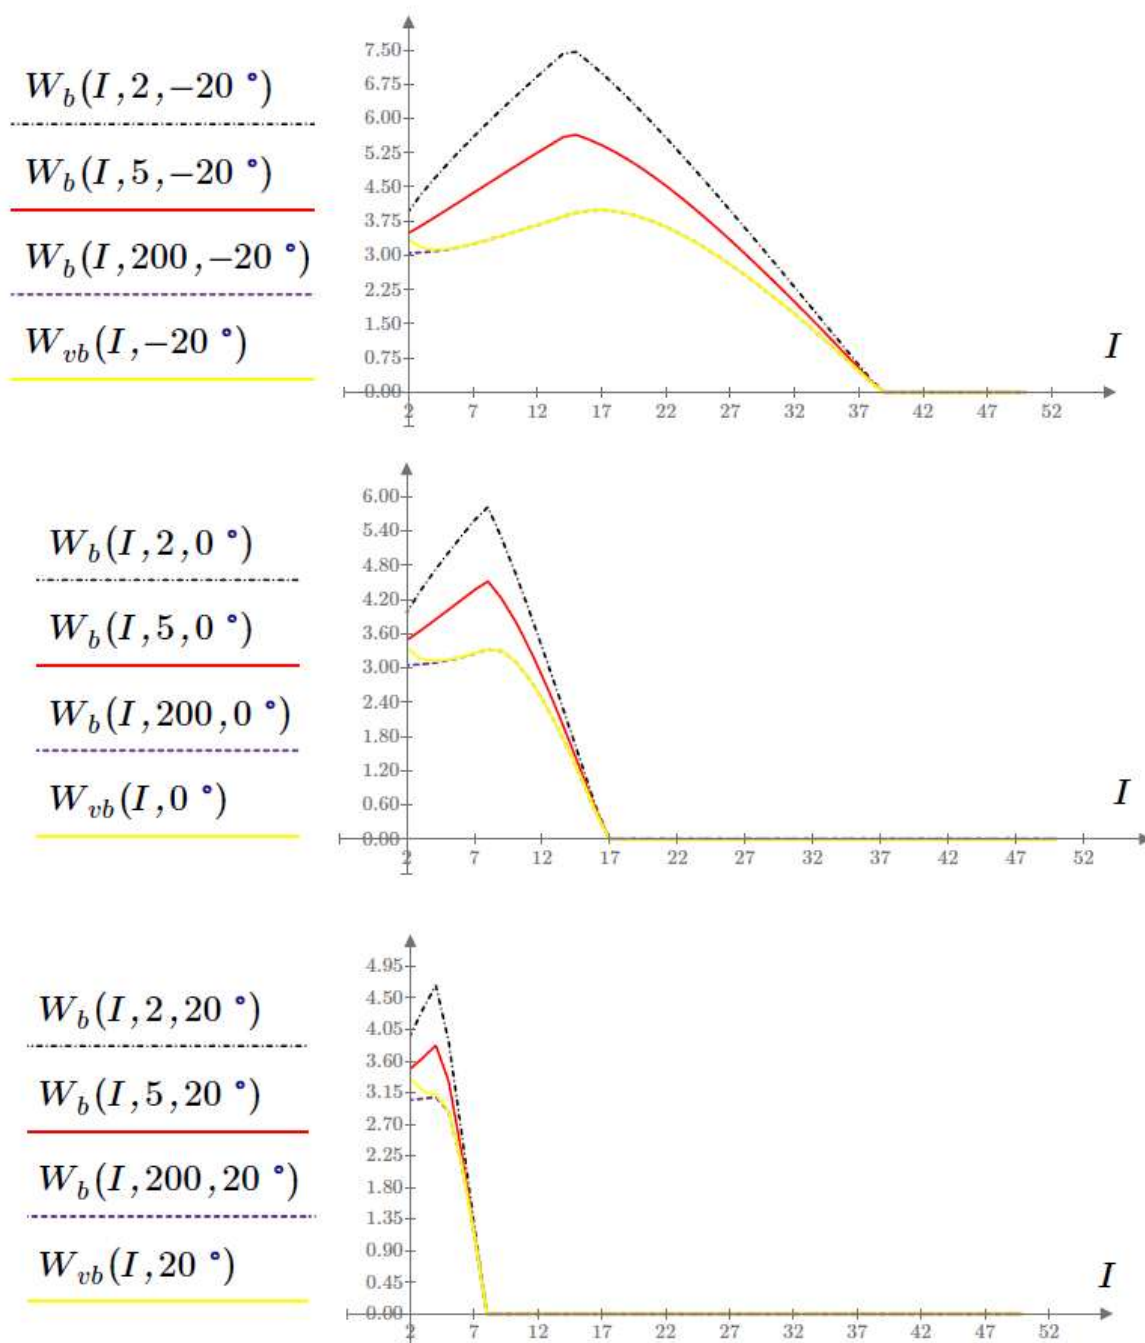 W_b(I,2,−20 °)
W_b(I,5,−20 °)
W_b(I,200,−20 °)
W_vb(I,−20 °)
7.50
6.75
6.00
5.25
4.50
3.75
3.00
2.25
1.50
0.75
0.00
2 7 12 17 22 27 32 37 42 47 52
I
W_b(I,2,0 °)
W_b(I,5,0 °)
W_b(I,200,0 °)
W_vb(I,0 °)
6.00
5.40
4.80
4.20
3.60
3.00
2.40
1.80
1.20
0.60
0.00
2 7 12 17 22 27 32 37 42 47 52
I
W_b(I,2,20 °)
W_b(I,5,20 °)
W_b(I,200,20 °)
W_vb(I,20 °)
4.95
4.50
4.05
3.60
3.15
2.70
2.25
1.80
1.35
0.90
0.45
0.00
2 7 12 17 22 27 32 37 42 47 52
I